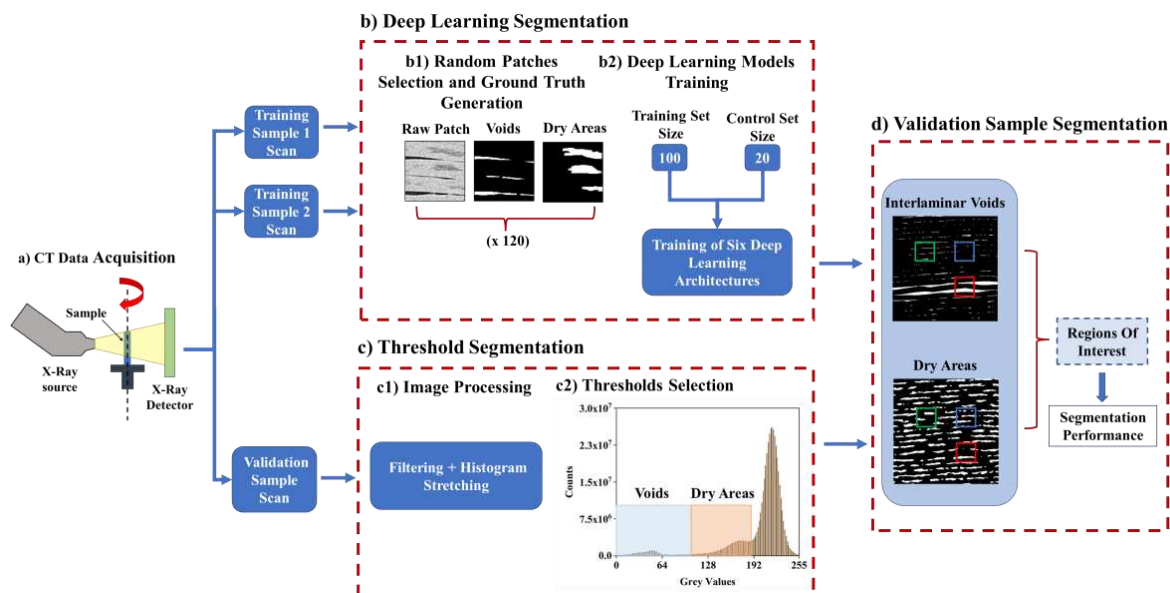 b) Deep Learning Segmentation
b1) Random Patches
Selection and Ground Truth
Generation
Raw Patch
Voids
Dry Areas
(x 120)
b2) Deep Learning Models
Training
Training Set
Size
Control Set
Size
100
20
Training of Six Deep
Learning
Architectures
Training
Sample 1
Scan
Training
Sample 2
Scan
a) CT Data Acquisition
Sample
X-Ray
source
X-Ray
Detector
Validation
Sample
Scan
c) Threshold Segmentation
c1) Image Processing
Filtering + Histogram
Stretching
c2) Thresholds Selection
3.0x10⁷
2.3x10⁷
1.5x10⁷
7.5x10⁶
0.0
Counts
Voids
Dry Areas
0
64
128
192
255
Grey Values
d) Validation Sample Segmentation
Interlaminar Voids
Dry Areas
Regions Of
Interest
Segmentation
Performance